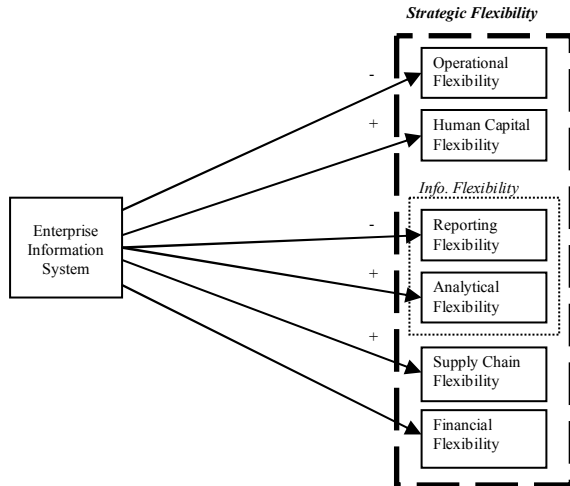 Strategic Flexibility
-
Operational
Flexibility
+
Human Capital
Flexibility
Info. Flexibility
Enterprise
Information
System
-
Reporting
Flexibility
+
Analytical
Flexibility
+
Supply Chain
Flexibility
Financial
Flexibility